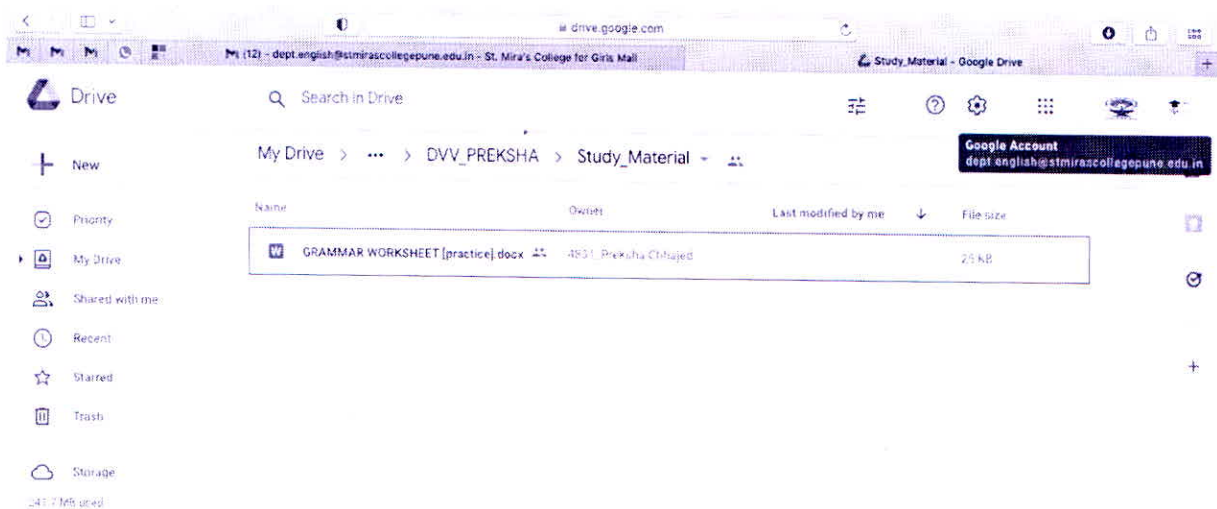 drive.google.com
(12) - dept.english@stmirascollegepune.edu.in - St. Mira's College for Girls Mail
Study_Material - Google Drive
Drive
Search in Drive
My Drive > ... > DVV_PREKSHA > Study_Material
Google Account
dept.english@stmirascollegepune.edu.in
New
Name
Owner
Last modified by me
File size
Priority
GRAMMAR WORKSHEET [practice].docx
Preksha Chhajed
25 KB
My Drive
Shared with me
Recent
Starred
Trash
Storage
MB used